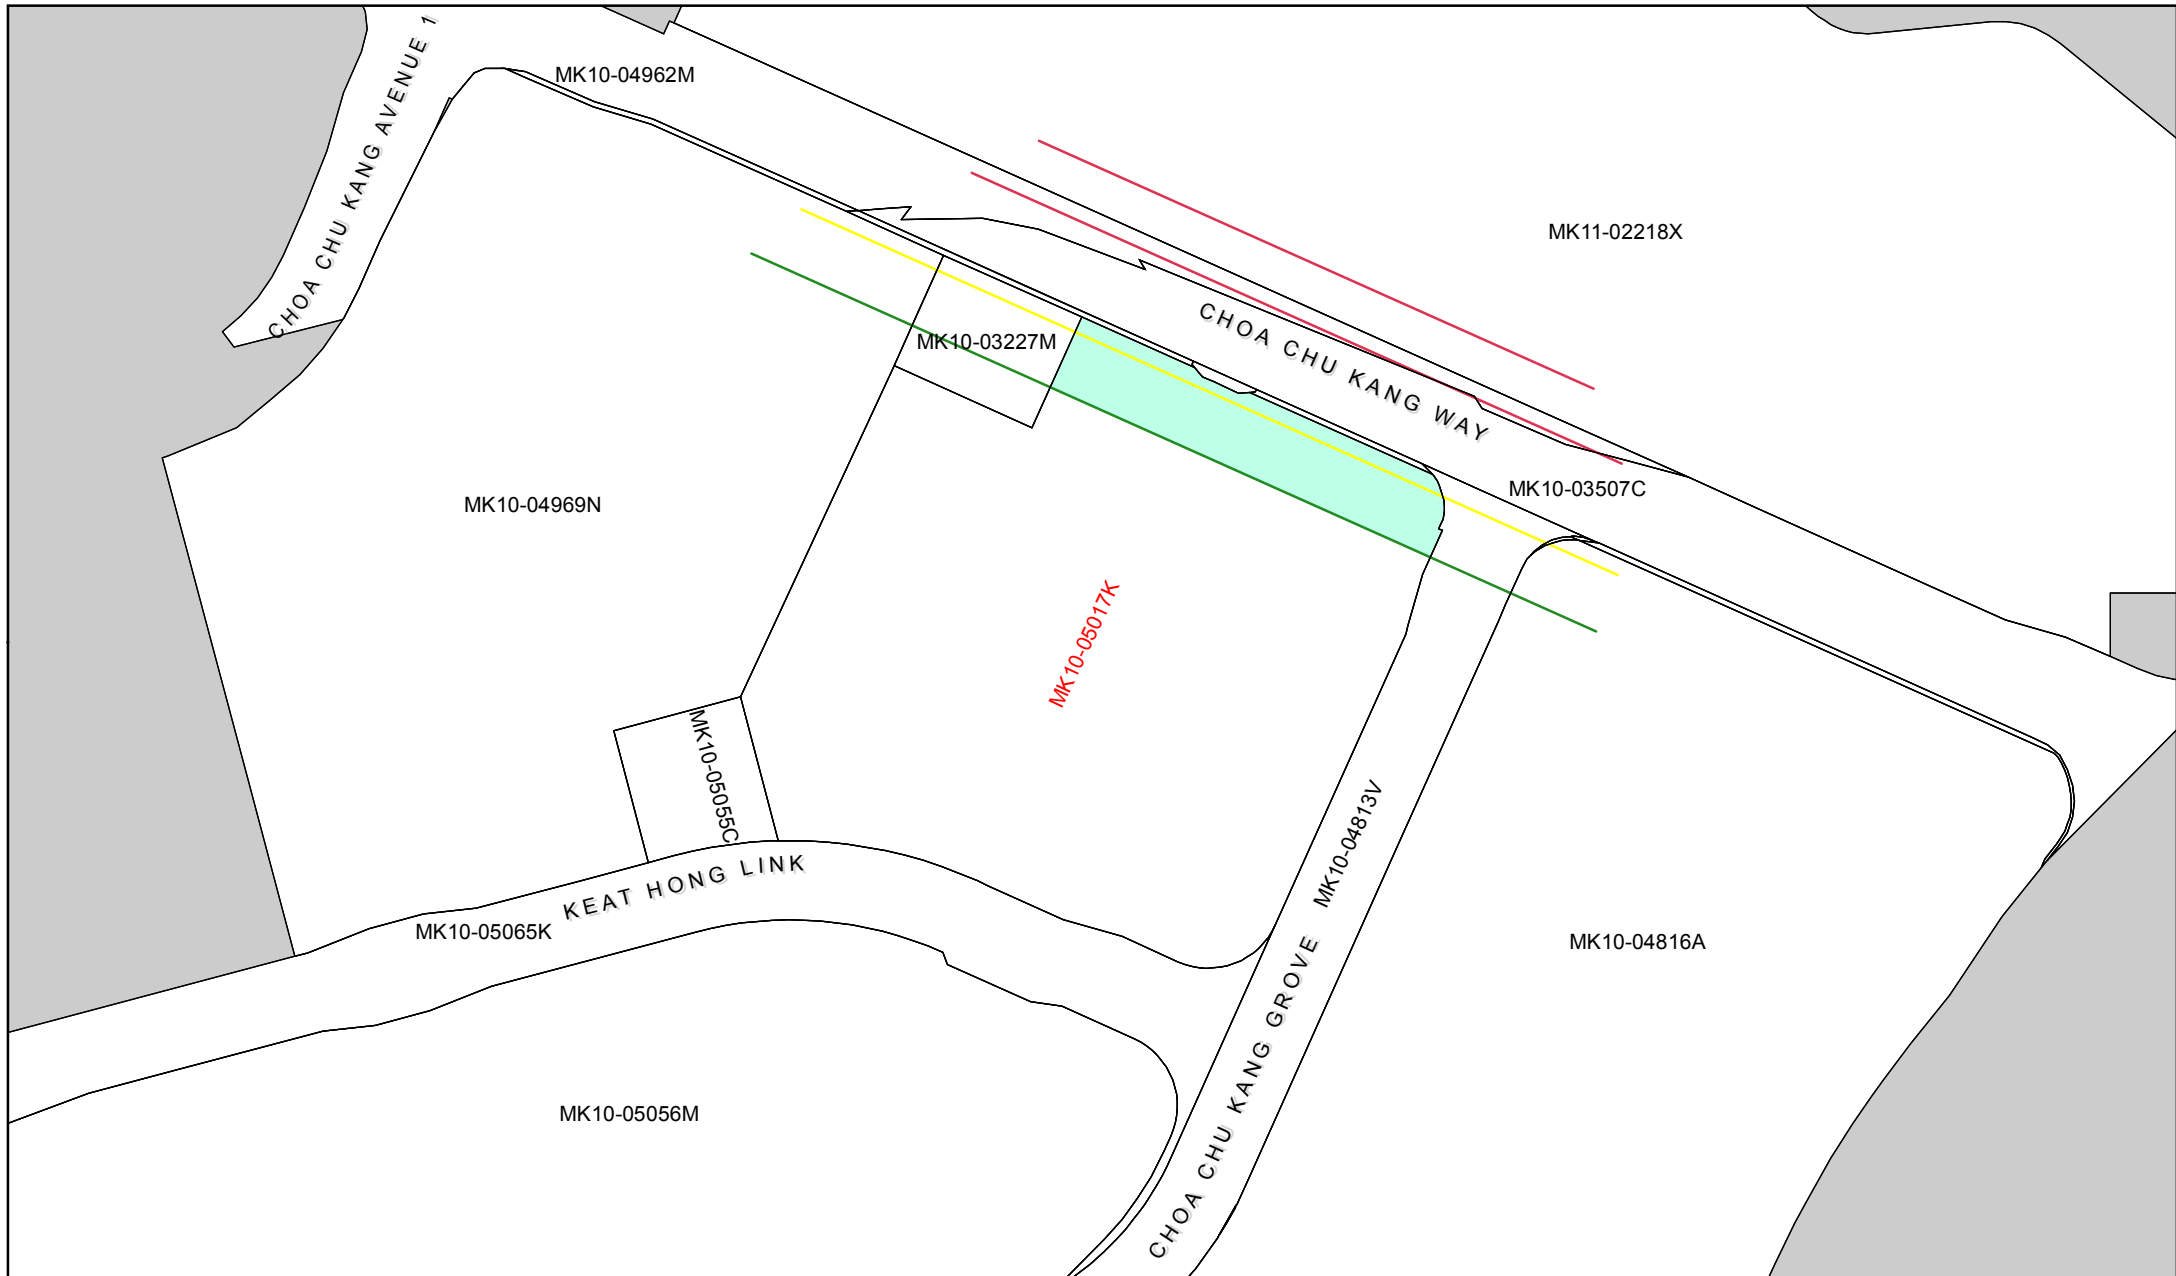 CHOA CHU KANG AVENUE 1
MK10-04962M
MK11-02218X
CHOA CHU KANG WAY
MK10-03227M
MK10-03507C
MK10-04969N
MK10-05017K
MK10-05055C
MK10-04813V
KEAT HONG LINK
MK10-05065K
MK10-04816A
CHOA CHU KANG GROVE
MK10-05056M